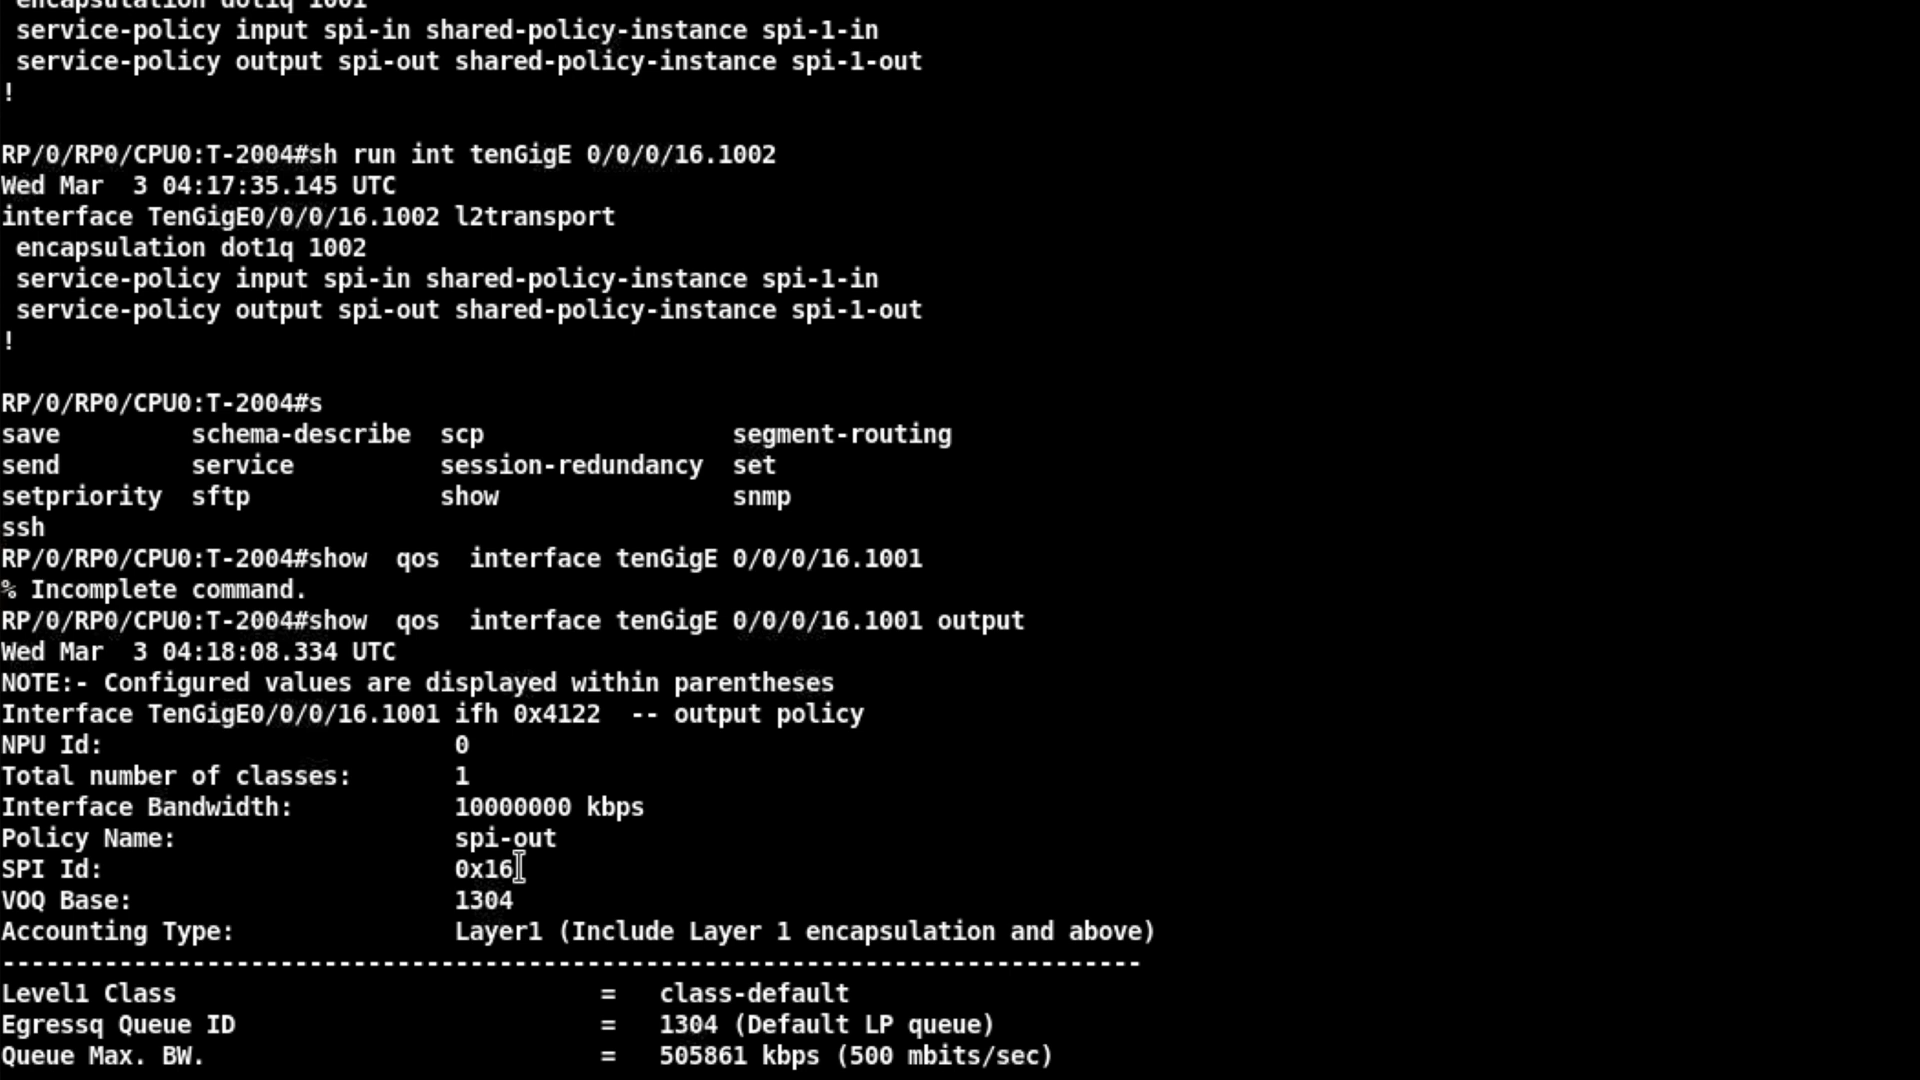 encapsulation dot1q 1001
service-policy input spi-in shared-policy-instance spi-1-in
service-policy output spi-out shared-policy-instance spi-1-out
!
RP/0/RP0/CPU0:T-2004#sh run int tenGigE 0/0/0/16.1002
Wed Mar  3 04:17:35.145 UTC
interface TenGigE0/0/0/16.1002 l2transport
 encapsulation dot1q 1002
 service-policy input spi-in shared-policy-instance spi-1-in
 service-policy output spi-out shared-policy-instance spi-1-out
!
RP/0/RP0/CPU0:T-2004#s
save         schema-describe  scp                 segment-routing
send         service          session-redundancy  set
setpriority  sftp             show                snmp
ssh
RP/0/RP0/CPU0:T-2004#show  qos  interface tenGigE 0/0/0/16.1001
% Incomplete command.
RP/0/RP0/CPU0:T-2004#show  qos  interface tenGigE 0/0/0/16.1001 output
Wed Mar  3 04:18:08.334 UTC
NOTE:- Configured values are displayed within parentheses
Interface TenGigE0/0/0/16.1001 ifh 0x4122  -- output policy
NPU Id:                        0
Total number of classes:       1
Interface Bandwidth:           10000000 kbps
Policy Name:                   spi-out
SPI Id:                        0x16
VOQ Base:                      1304
Accounting Type:               Layer1 (Include Layer 1 encapsulation and above)
------------------------------------------------------------------------------
Level1 Class                             =   class-default
Egressq Queue ID                         =   1304 (Default LP queue)
Queue Max. BW.                           =   505861 kbps (500 mbits/sec)